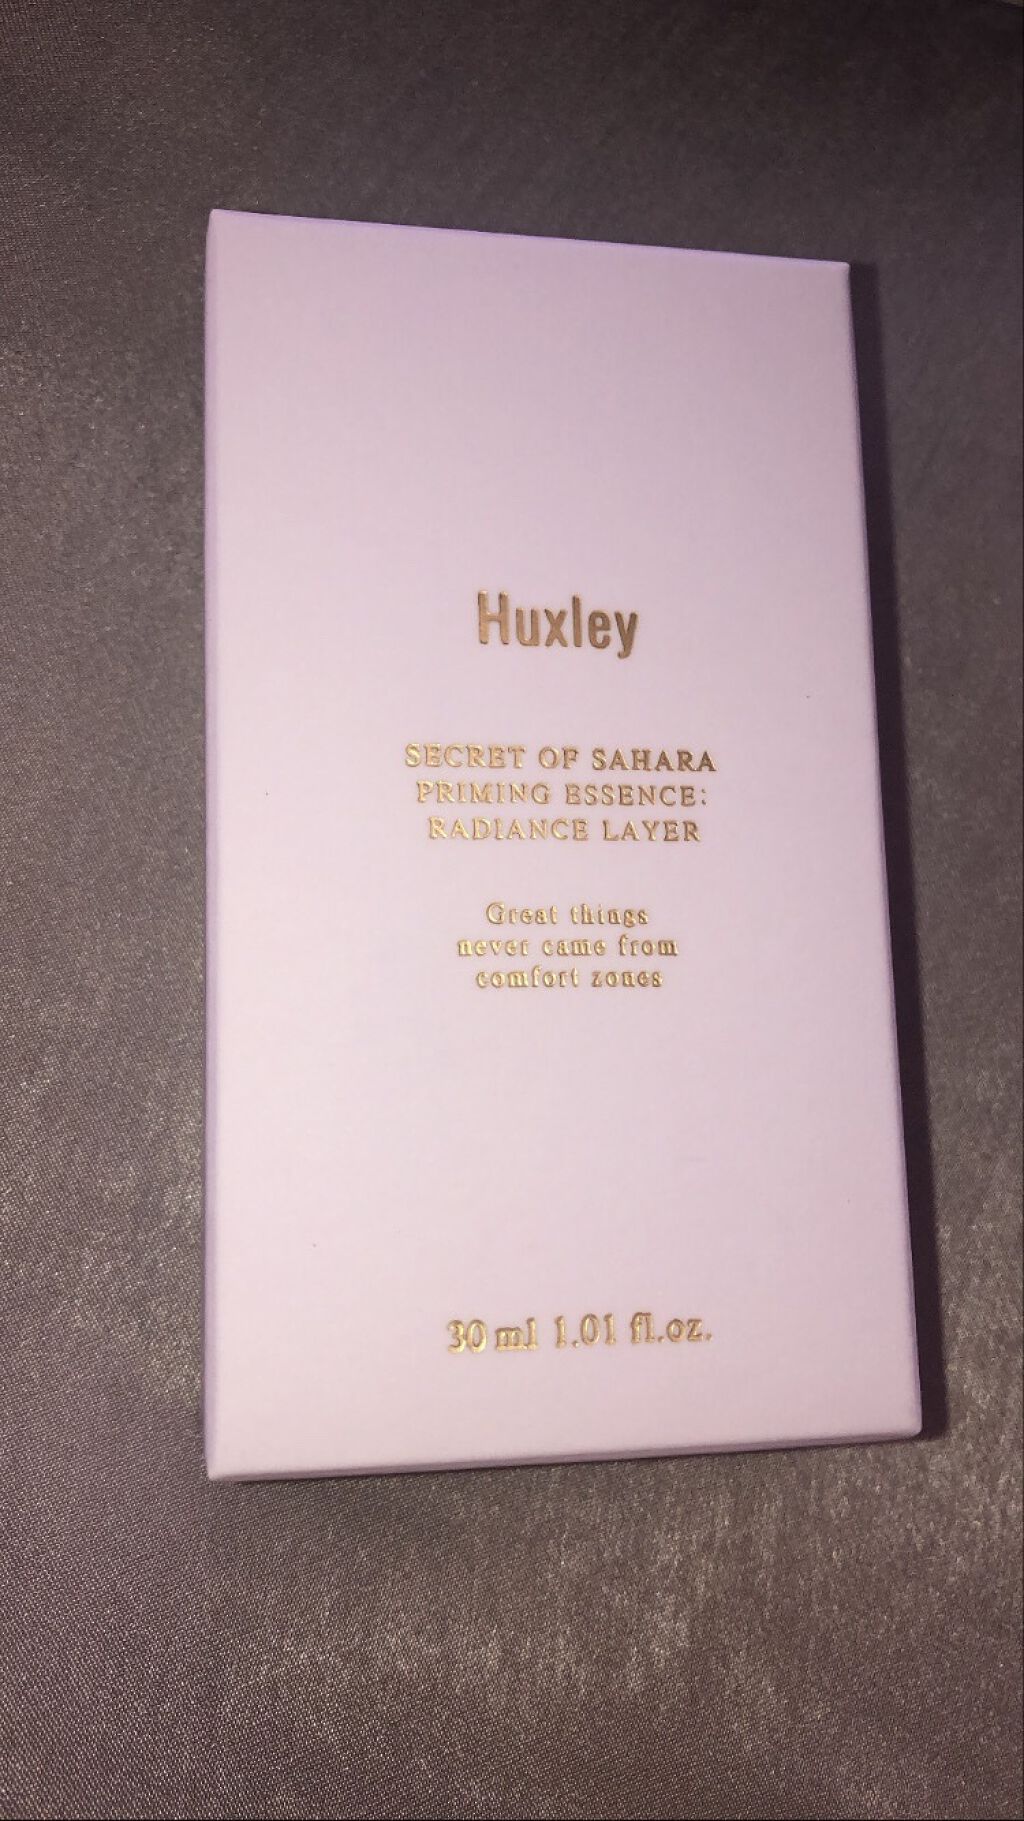 Huxley
SECRET OF SAHARA
PRIMING ESSENCE:
RADIANCE LAYER
Great things
never came from
comfort zones
30 ml 1.01 fl.oz.